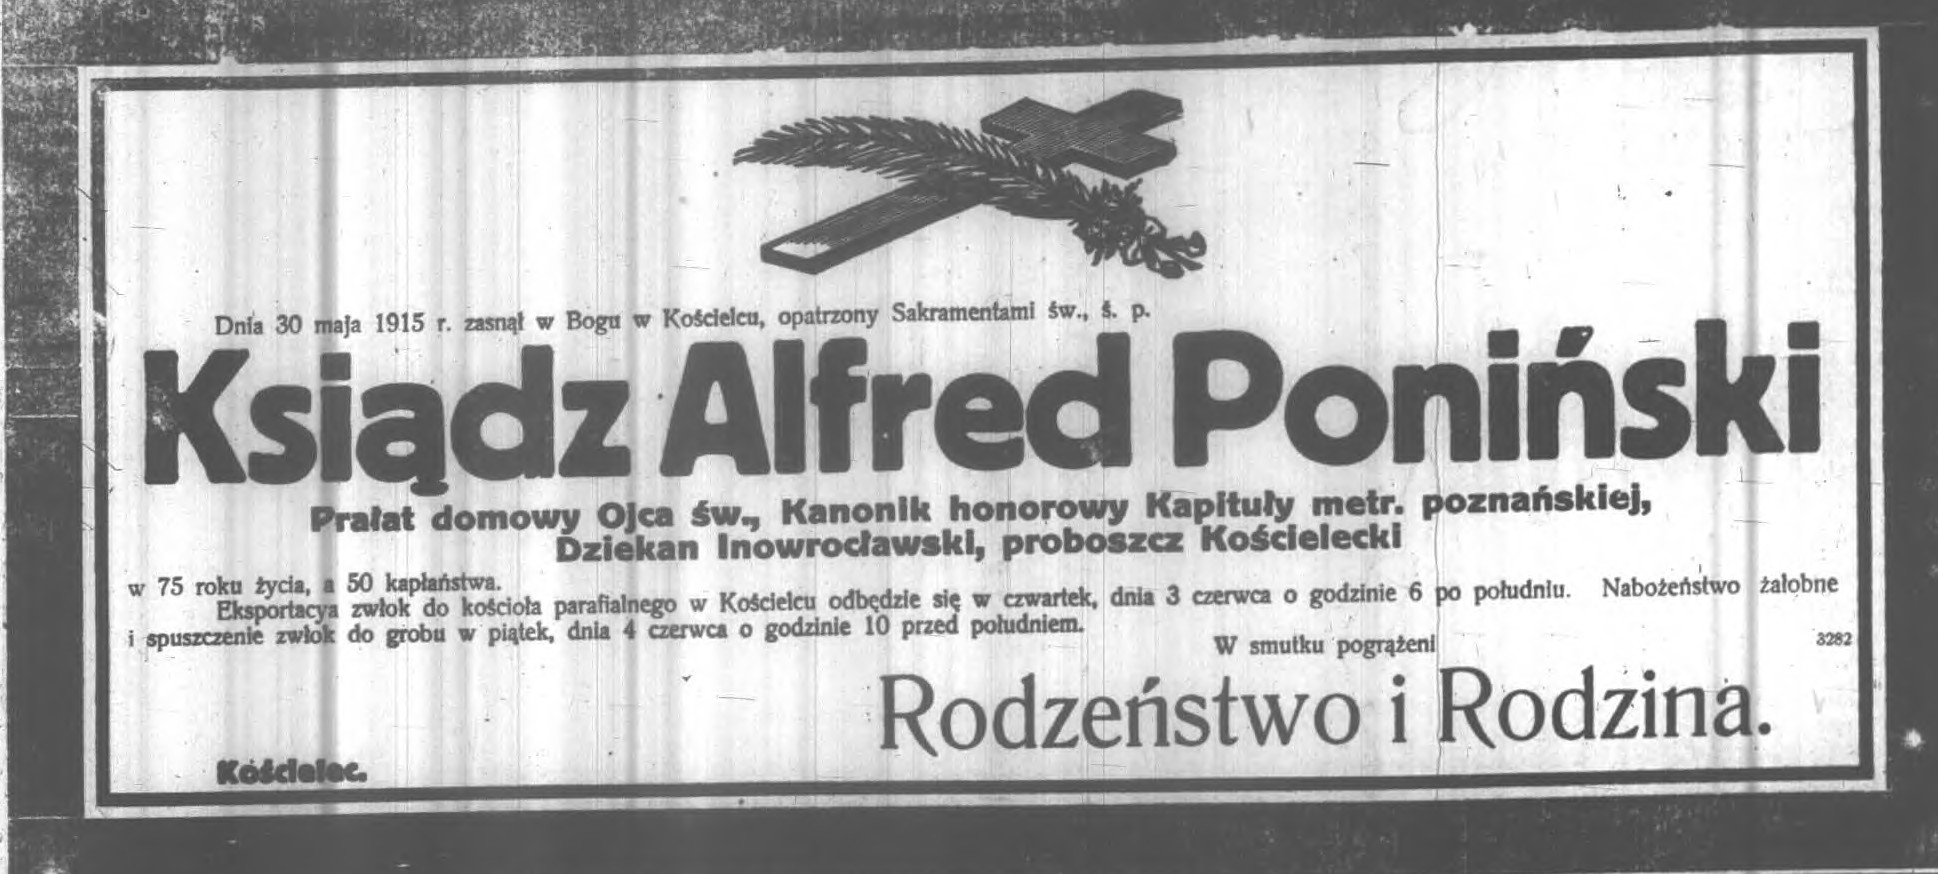 Dnia 30 maja 1915 r. zasnął w Bogu w Kościelcu, opatrzony Sakramentami św., ś. p.
Ksiądz Alfred Poniński
Prałat domowy Ojca św., Kanonik honorowy Kapituły metr. poznańskiej,
Dziekan Inowrocławski, proboszcz Kościelecki
w 75 roku życia, a 50 kapłaństwa.
Eksportacya zwłok do kościoła parafialnego w Kościelcu odbędzie się w czwartek, dnia 3 czerwca o godzinie 6 po południu. Nabożeństwo żałobne
i spuszczenie zwłok do grobu w piątek, dnia 4 czerwca o godzinie 10 przed południem.
W smutku pogrążeni 3282
Rodzeństwo i Rodzina.
Kościelec.